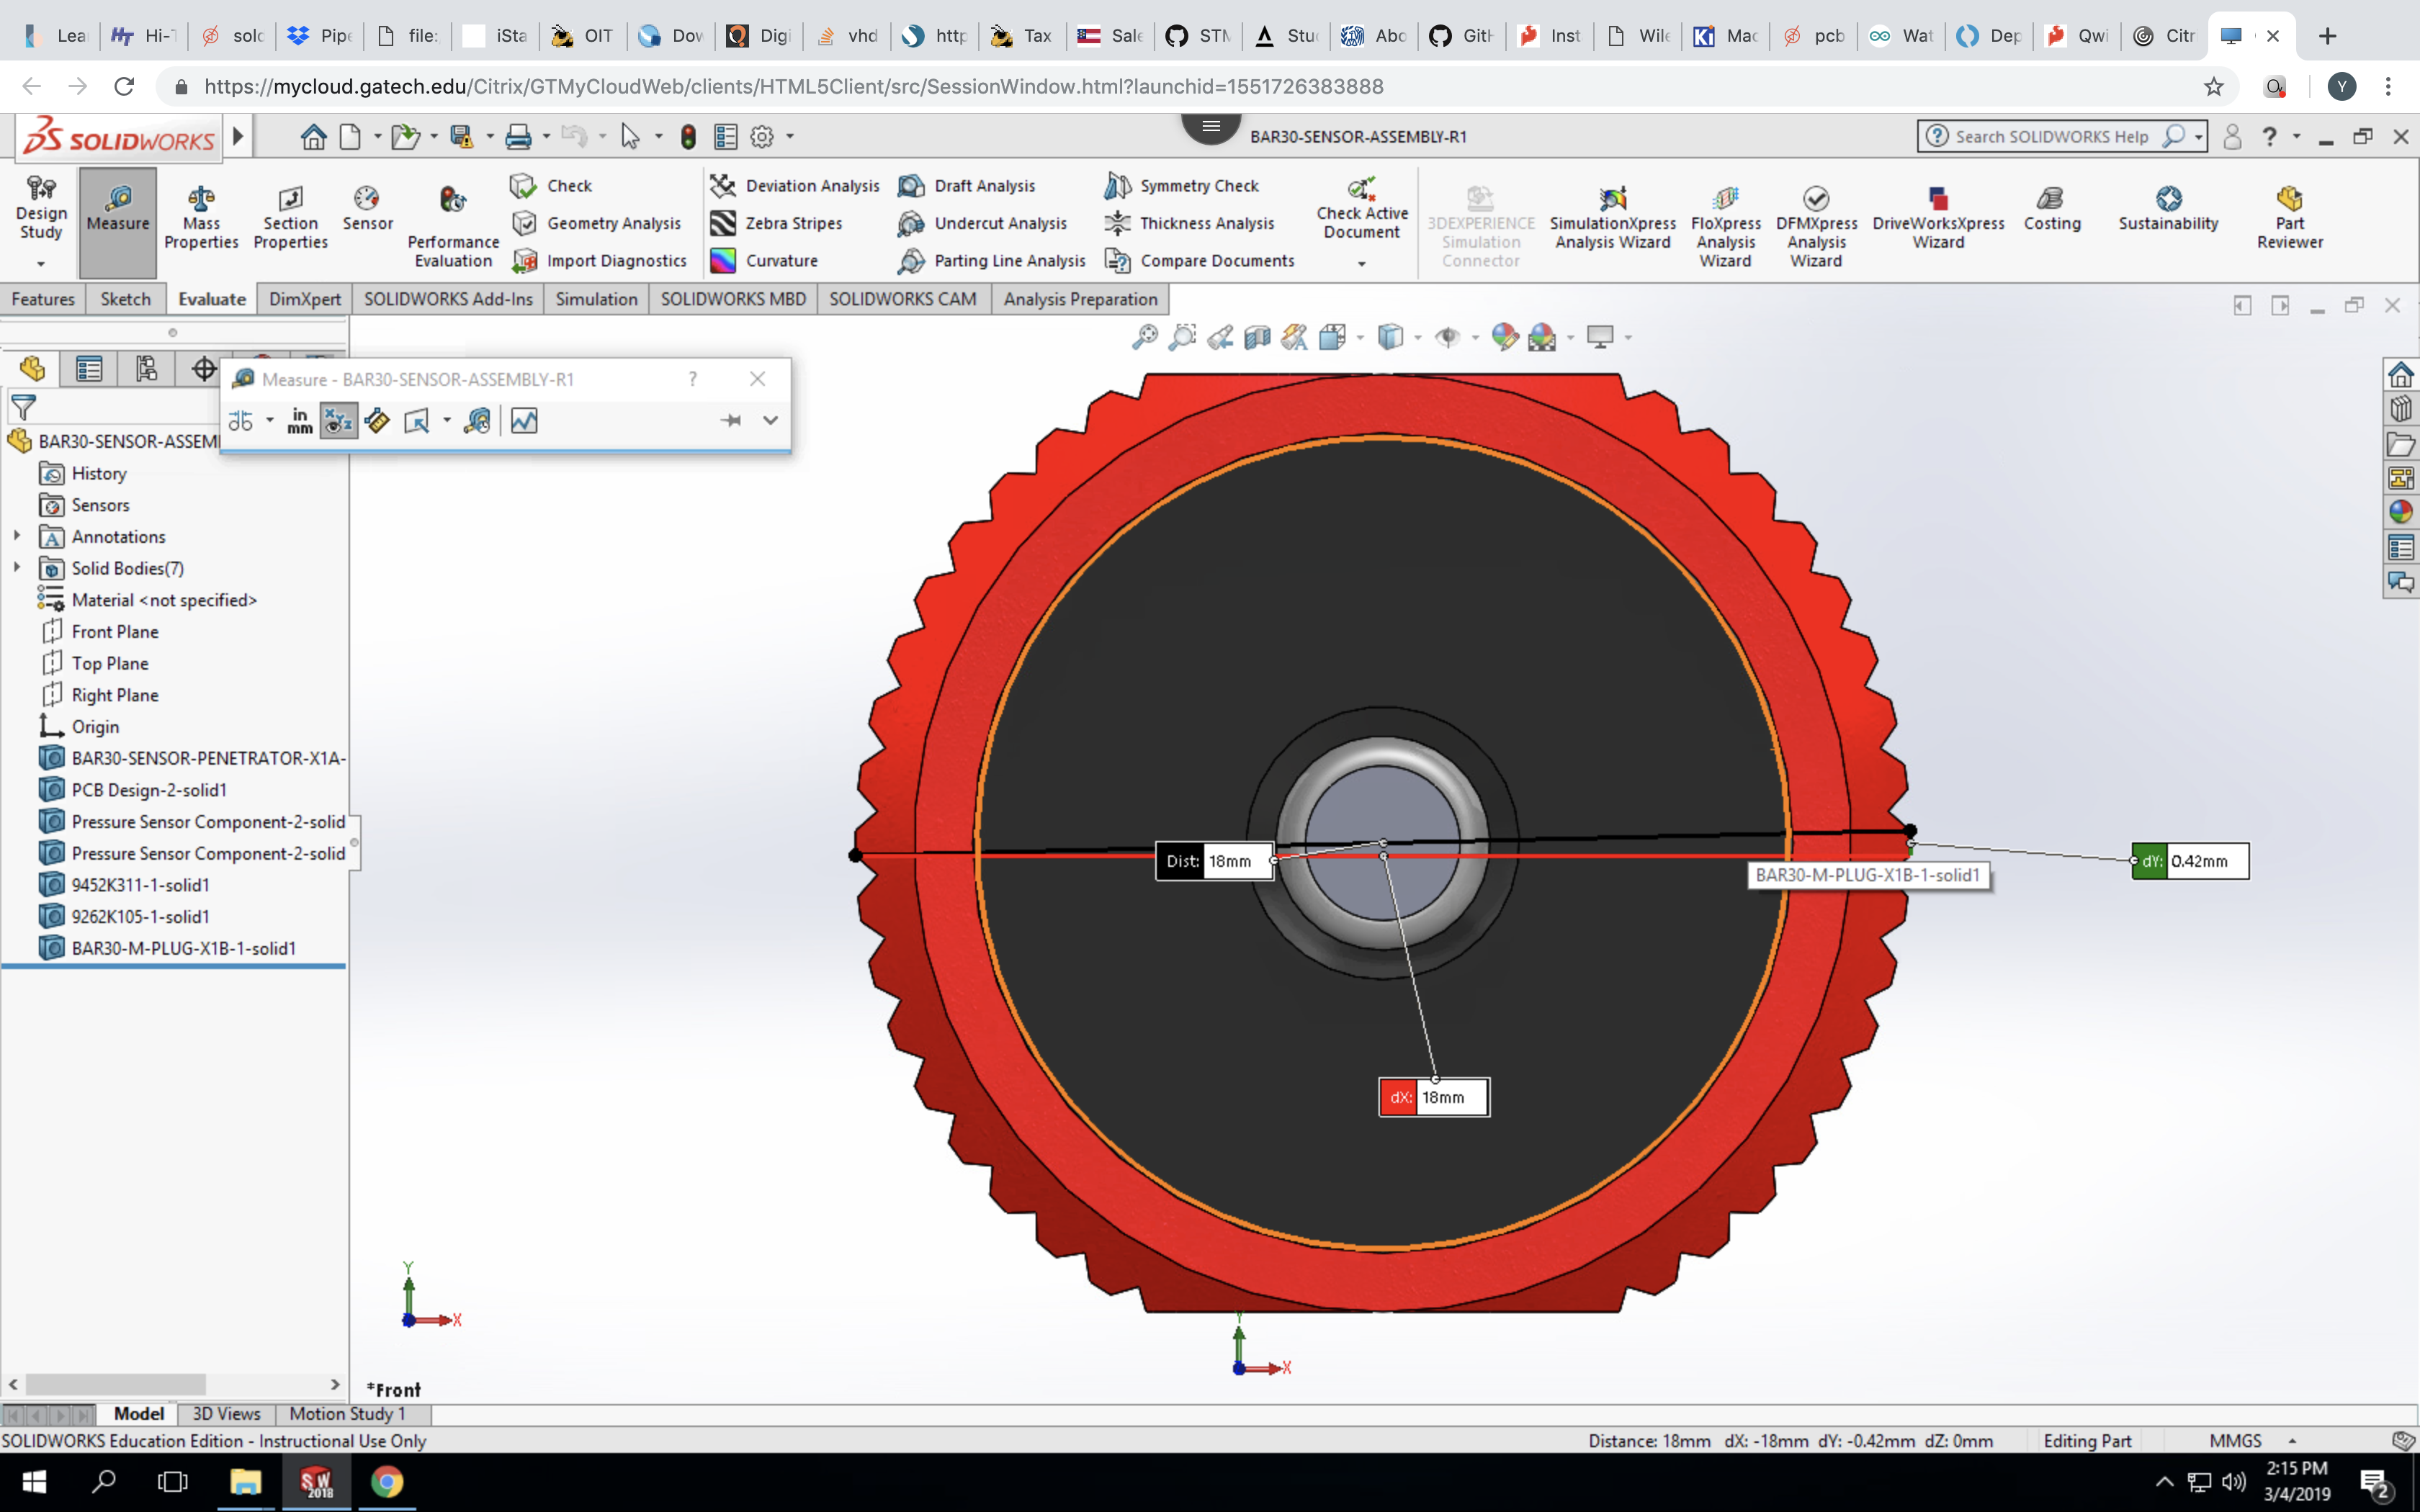 Lea
Hi-T
solc
Pipe
file:
iSta
OIT
Dow
Digi
vhd
http
Tax
Sale
STM
Stu
Abo
GitH
Inst
Wile
Mac
pcb
Wat
Dep
Qwi
Citr
https://mycloud.gatech.edu/Citrix/GTMyCloudWeb/clients/HTML5Client/src/SessionWindow.html?launchid=1551726383888
Y
SOLIDWORKS
BAR30-SENSOR-ASSEMBLY-R1
Search SOLIDWORKS Help
Design Study
Measure
Mass Properties
Section Properties
Sensor
Performance Evaluation
Check
Geometry Analysis
Import Diagnostics
Deviation Analysis
Zebra Stripes
Curvature
Draft Analysis
Undercut Analysis
Parting Line Analysis
Symmetry Check
Thickness Analysis
Compare Documents
Check Active Document
3DEXPERIENCE Simulation Connector
SimulationXpress Analysis Wizard
FloXpress Analysis Wizard
DFMXpress Analysis Wizard
DriveWorksXpress Wizard
Costing
Sustainability
Part Reviewer
Features
Sketch
Evaluate
DimXpert
SOLIDWORKS Add-Ins
Simulation
SOLIDWORKS MBD
SOLIDWORKS CAM
Analysis Preparation
Measure - BAR30-SENSOR-ASSEMBLY-R1
?
in
mm
BAR30-SENSOR-ASSEM
History
Sensors
Annotations
Solid Bodies(7)
Material <not specified>
Front Plane
Top Plane
Right Plane
Origin
BAR30-SENSOR-PENETRATOR-X1A-
PCB Design-2-solid1
Pressure Sensor Component-2-solid
Pressure Sensor Component-2-solid
9452K311-1-solid1
9262K105-1-solid1
BAR30-M-PLUG-X1B-1-solid1
Dist: 18mm
BAR30-M-PLUG-X1B-1-solid1
dY: 0.42mm
dX: 18mm
Y
X
Y
X
*Front
Model
3D Views
Motion Study 1
SOLIDWORKS Education Edition - Instructional Use Only
Distance: 18mm dX: -18mm dY: -0.42mm dZ: 0mm
Editing Part
MMGS
SW
2018
2:15 PM
3/4/2019
2